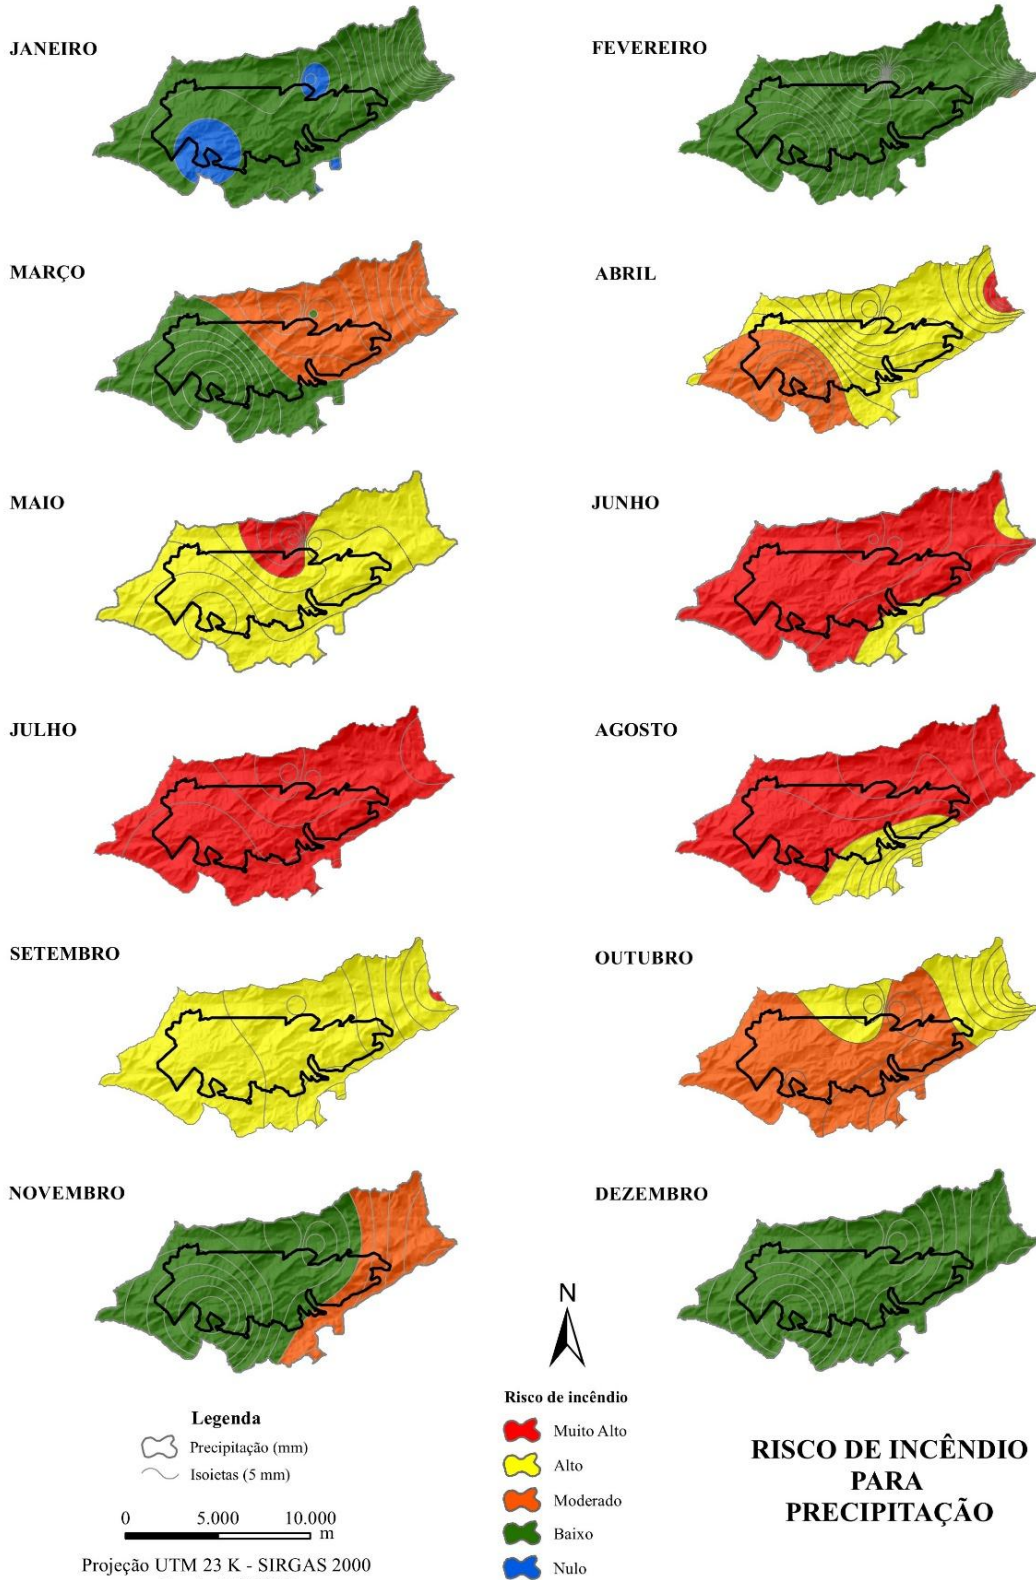 JANEIRO
FEVEREIRO
MARÇO
ABRIL
MAIO
JUNHO
JULHO
AGOSTO
SETEMBRO
OUTUBRO
NOVEMBRO
DEZEMBRO
N
Legenda
Precipitação (mm)
Isoietas (5 mm)
0 5.000 10.000
m
Projeção UTM 23 K - SIRGAS 2000
Risco de incêndio
Muito Alto
Alto
Moderado
Baixo
Nulo
RISCO DE INCÊNDIO
PARA
PRECIPITAÇÃO